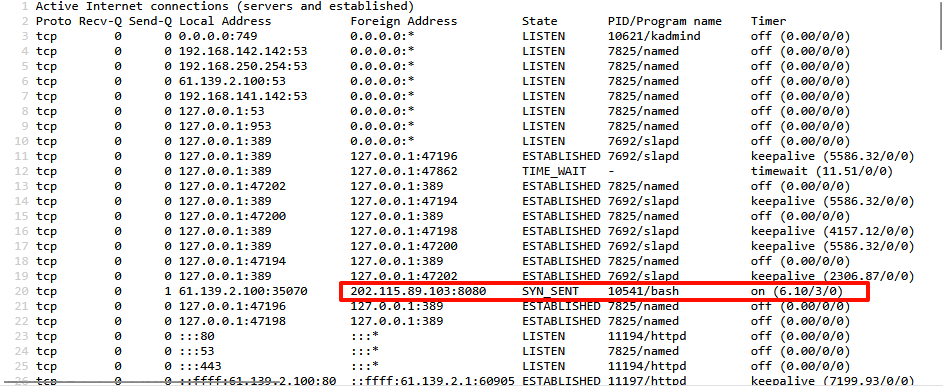 1 Active Internet connections (servers and established)
2 Proto Recv-Q Send-Q Local Address Foreign Address State PID/Program name Timer
3 tcp 0 0 0.0.0.0:749 0.0.0.0:* LISTEN 10621/kadmind off (0.00/0/0)
4 tcp 0 0 192.168.142.142:53 0.0.0.0:* LISTEN 7825/named off (0.00/0/0)
5 tcp 0 0 192.168.250.254:53 0.0.0.0:* LISTEN 7825/named off (0.00/0/0)
6 tcp 0 0 61.139.2.100:53 0.0.0.0:* LISTEN 7825/named off (0.00/0/0)
7 tcp 0 0 192.168.141.142:53 0.0.0.0:* LISTEN 7825/named off (0.00/0/0)
8 tcp 0 0 127.0.0.1:53 0.0.0.0:* LISTEN 7825/named off (0.00/0/0)
9 tcp 0 0 127.0.0.1:953 0.0.0.0:* LISTEN 7825/named off (0.00/0/0)
10 tcp 0 0 127.0.0.1:389 0.0.0.0:* LISTEN 7692/slapd off (0.00/0/0)
11 tcp 0 0 127.0.0.1:389 127.0.0.1:47196 ESTABLISHED 7692/slapd keepalive (5586.32/0/0)
12 tcp 0 0 127.0.0.1:389 127.0.0.1:47862 TIME_WAIT - timewait (11.51/0/0)
13 tcp 0 0 127.0.0.1:47202 127.0.0.1:389 ESTABLISHED 7825/named off (0.00/0/0)
14 tcp 0 0 127.0.0.1:389 127.0.0.1:47194 ESTABLISHED 7692/slapd keepalive (5586.32/0/0)
15 tcp 0 0 127.0.0.1:47200 127.0.0.1:389 ESTABLISHED 7825/named off (0.00/0/0)
16 tcp 0 0 127.0.0.1:389 127.0.0.1:47198 ESTABLISHED 7692/slapd keepalive (4157.12/0/0)
17 tcp 0 0 127.0.0.1:389 127.0.0.1:47200 ESTABLISHED 7692/slapd keepalive (5586.32/0/0)
18 tcp 0 0 127.0.0.1:47194 127.0.0.1:389 ESTABLISHED 7825/named off (0.00/0/0)
19 tcp 0 0 127.0.0.1:389 127.0.0.1:47202 ESTABLISHED 7692/slapd keepalive (2306.87/0/0)
20 tcp 0 1 61.139.2.100:35070 202.115.89.103:8080 SYN_SENT 10541/bash on (6.10/3/0)
21 tcp 0 0 127.0.0.1:47196 127.0.0.1:389 ESTABLISHED 7825/named off (0.00/0/0)
22 tcp 0 0 127.0.0.1:47198 127.0.0.1:389 ESTABLISHED 7825/named off (0.00/0/0)
23 tcp 0 0 :::80 :::* LISTEN 11194/httpd off (0.00/0/0)
24 tcp 0 0 :::53 :::* LISTEN 7825/named off (0.00/0/0)
25 tcp 0 0 :::443 :::* LISTEN 11194/httpd off (0.00/0/0)
26 tcp 0 0 ::ffff:61.139.2.100:80 ::ffff:61.139.2.1:60905 ESTABLISHED 11197/httpd keepalive (7199.93/0/0)